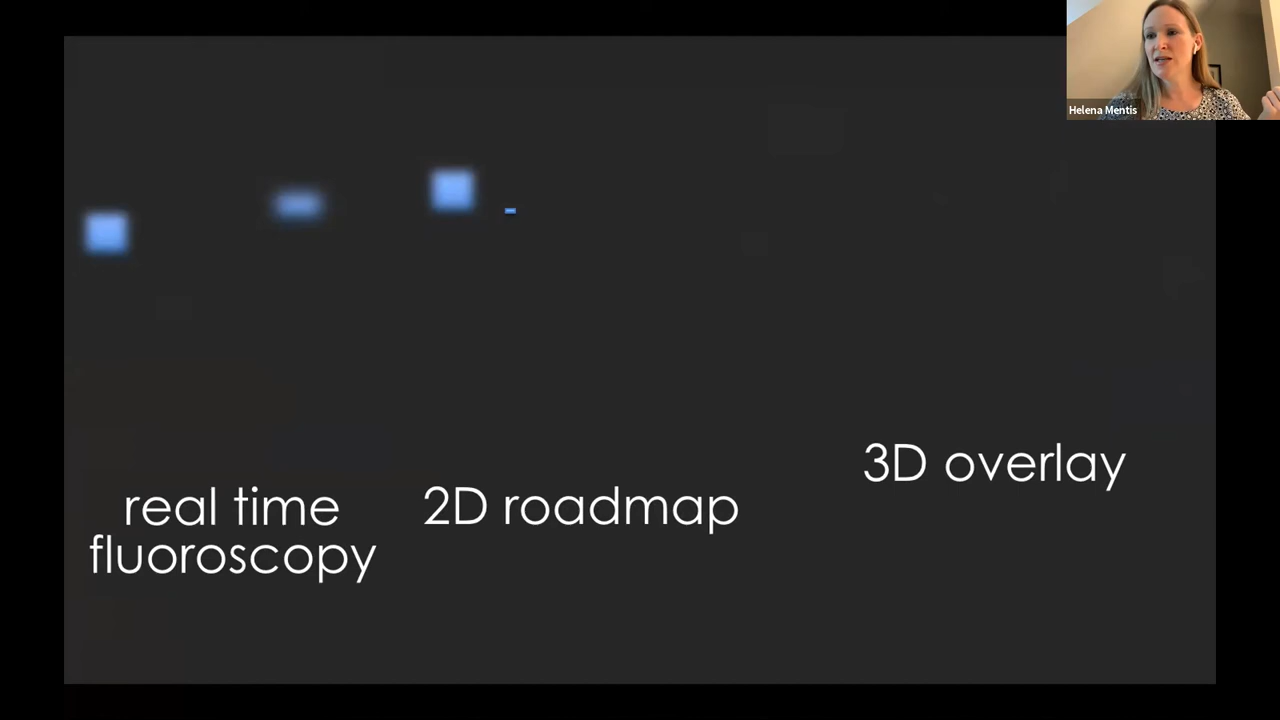 Helena Mentis
3D overlay
real time
fluoroscopy
2D roadmap